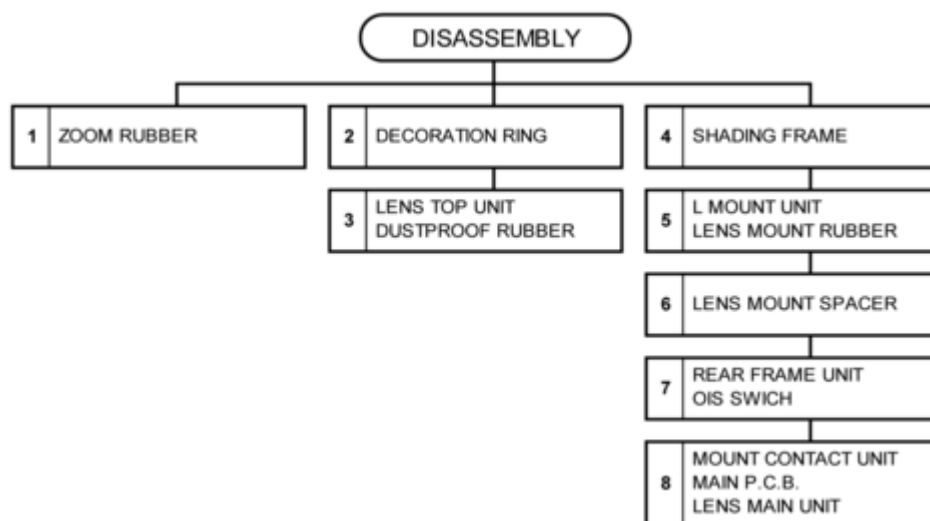 DISASSEMBLY
1 ZOOM RUBBER
2 DECORATION RING
3 LENS TOP UNIT
DUSTPROOF RUBBER
4 SHADING FRAME
5 L MOUNT UNIT
LENS MOUNT RUBBER
6 LENS MOUNT SPACER
7 REAR FRAME UNIT
OIS SWICH
8 MOUNT CONTACT UNIT
MAIN P.C.B.
LENS MAIN UNIT